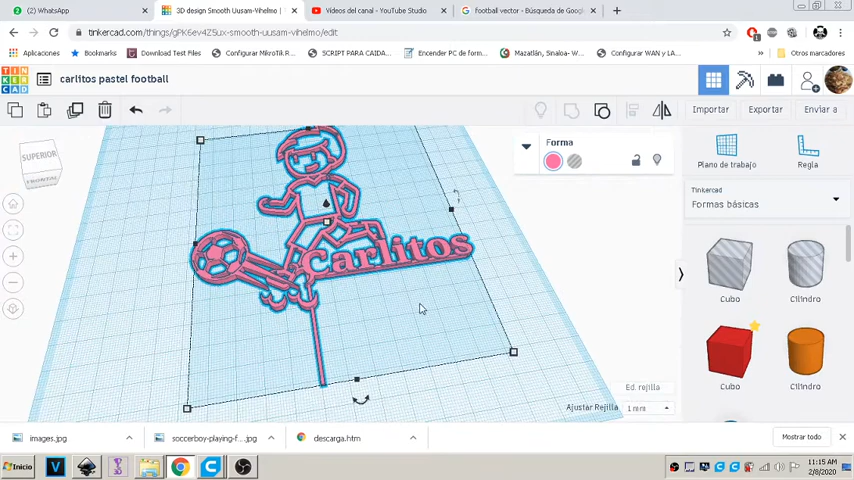 (2) WhatsApp
3D design Smooth Uusam-Vihelmo |
Videos del canal - YouTube Studio
football vector - Búsqueda de Goog
tinkercad.com/things/gPK6ev4Z5ux-smooth-uusam-vihelmo/edit
Aplicaciones
Bookmarks
Download Test Files
Configurar MikroTik R
SCRIPT PARA CAIDA...
Encender PC de form...
Mazatlán, Sinaloa -...
Configurar WAN y LA...
Otros marcadores
TIN
KER
CAD
carlitos pastel football
Importar
Exportar
Enviar a
SUPERIOR
Forma
Plano de trabajo
Regla
Tinkercad
Formas básicas
carlitos
Cubo
Cilindro
Cubo
Cilindro
Ed. rejilla
Ajustar Rejilla
1 mm
images.jpg
soccerboy-playing-f....jpg
descarga.htm
Mostrar todo
Inicio
11:15 AM
2/8/2020